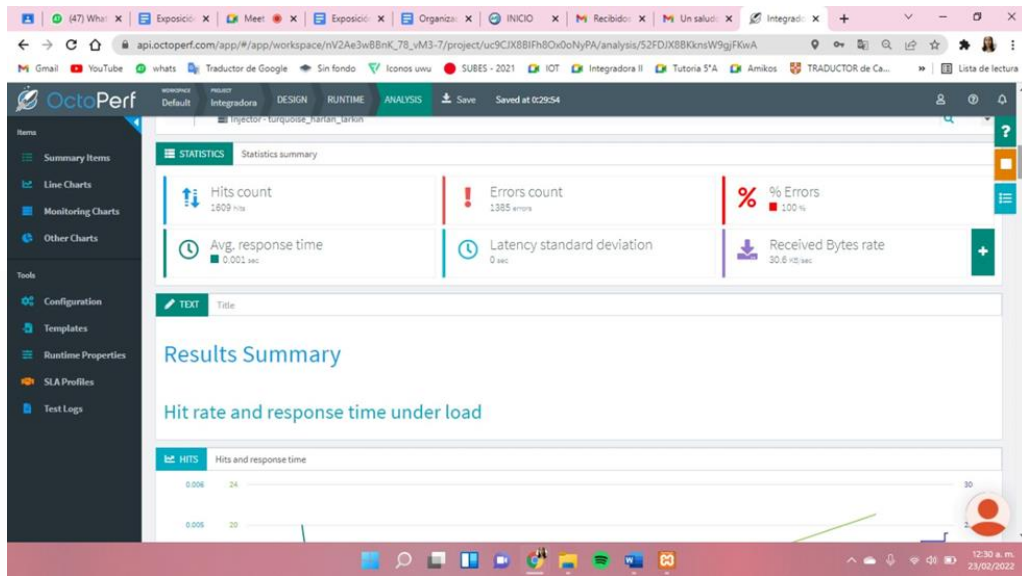 (47) What
Exposició
Meet
Exposició
Organiza
INICIO
Recibidos
Un salud
Integrad
api.octoperf.com/app/#/app/workspace/nV2Ae3wBBnK_78_vM3-7/project/uc9CJX8BIFh8Ox0oNyPA/analysis/52FDJX8BKknsW9gjFKwA
Gmail
YouTube
whats
Traductor de Google
Sin fondo
Iconos uwu
SUBES - 2021
IOT
Integradora II
Tutoria 5°A
Amikos
TRADUCTOR de Ca...
»
Lista de lectura
OctoPerf
WORKSPACE
Default
PROJECT
Integradora
DESIGN
RUNTIME
ANALYSIS
Save
Saved at 0:29:54
Items
Summary Items
Line Charts
Monitoring Charts
Other Charts
Tools
Configuration
Templates
Runtime Properties
SLA Profiles
Test Logs
Injector - turquoise_harlan_larkin
STATISTICS
Statistics summary
Hits count
1609 hits
Errors count
1385 errors
% Errors
100 %
Avg. response time
0.001 sec
Latency standard deviation
0 sec
Received Bytes rate
30.6 KB/sec
TEXT
Title
Results Summary
Hit rate and response time under load
HITS
Hits and response time
0.006
24
30
0.005
20
12:30 a. m.
23/02/2022